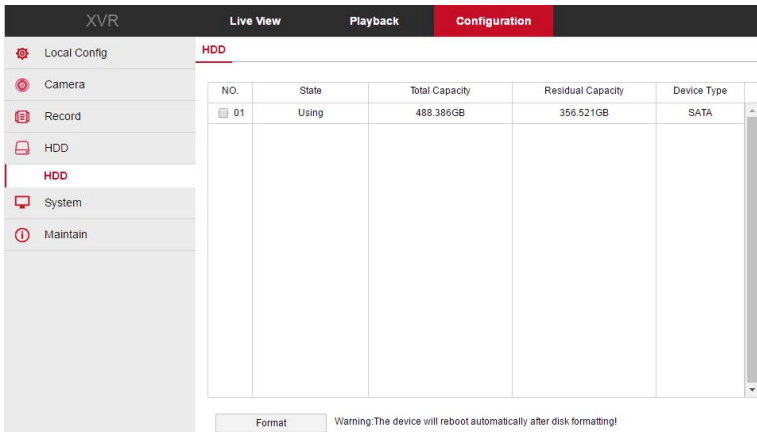 XVR Live View Playback Configuration
Local Config
HDD
Camera
Record
HDD
HDD
System
Maintain
NO. State Total Capacity Residual Capacity Device Type
01 Using 488.386GB 356.521GB SATA
Format Warning:The device will reboot automatically after disk formatting!